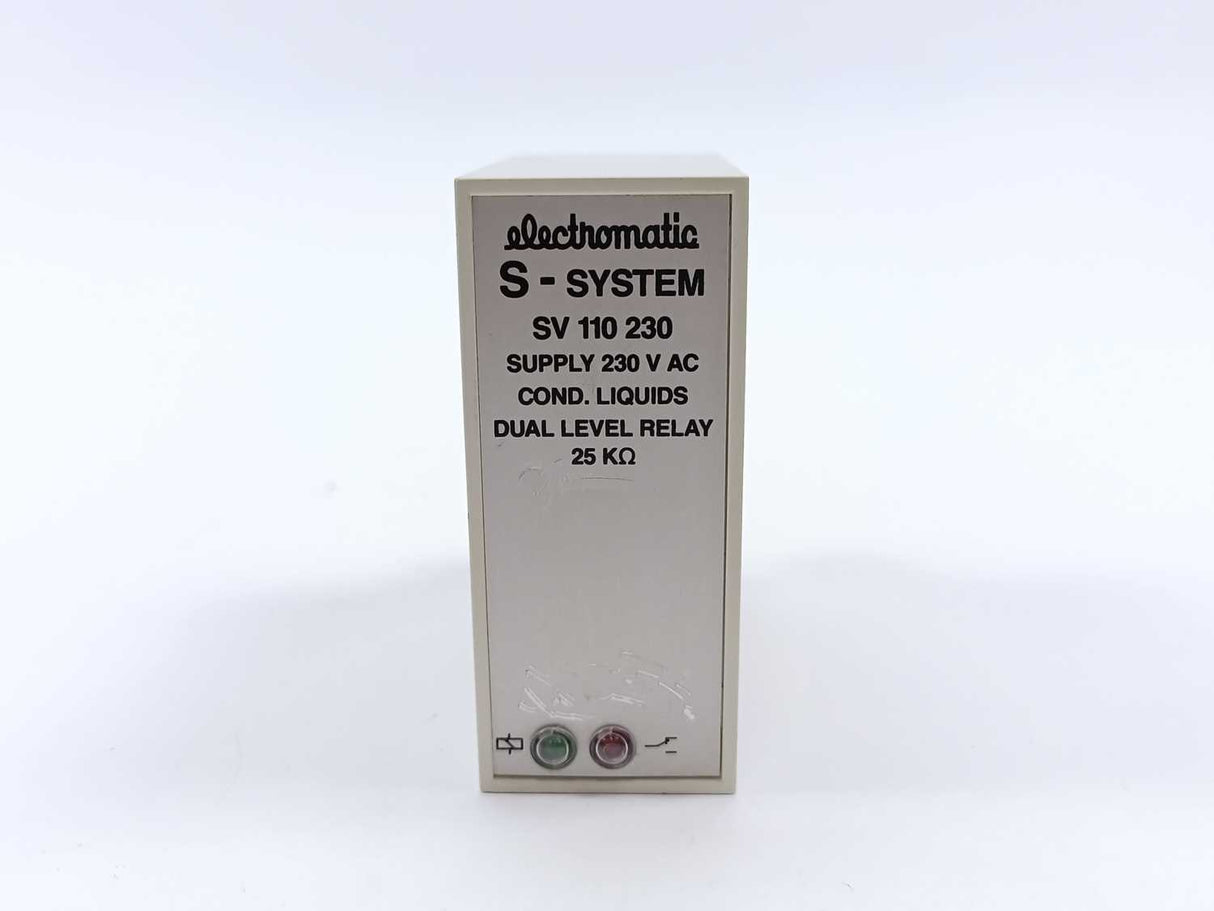 electromatic
S - SYSTEM
SV 110 230
SUPPLY 230 V AC
COND. LIQUIDS
DUAL LEVEL RELAY
25 KΩ